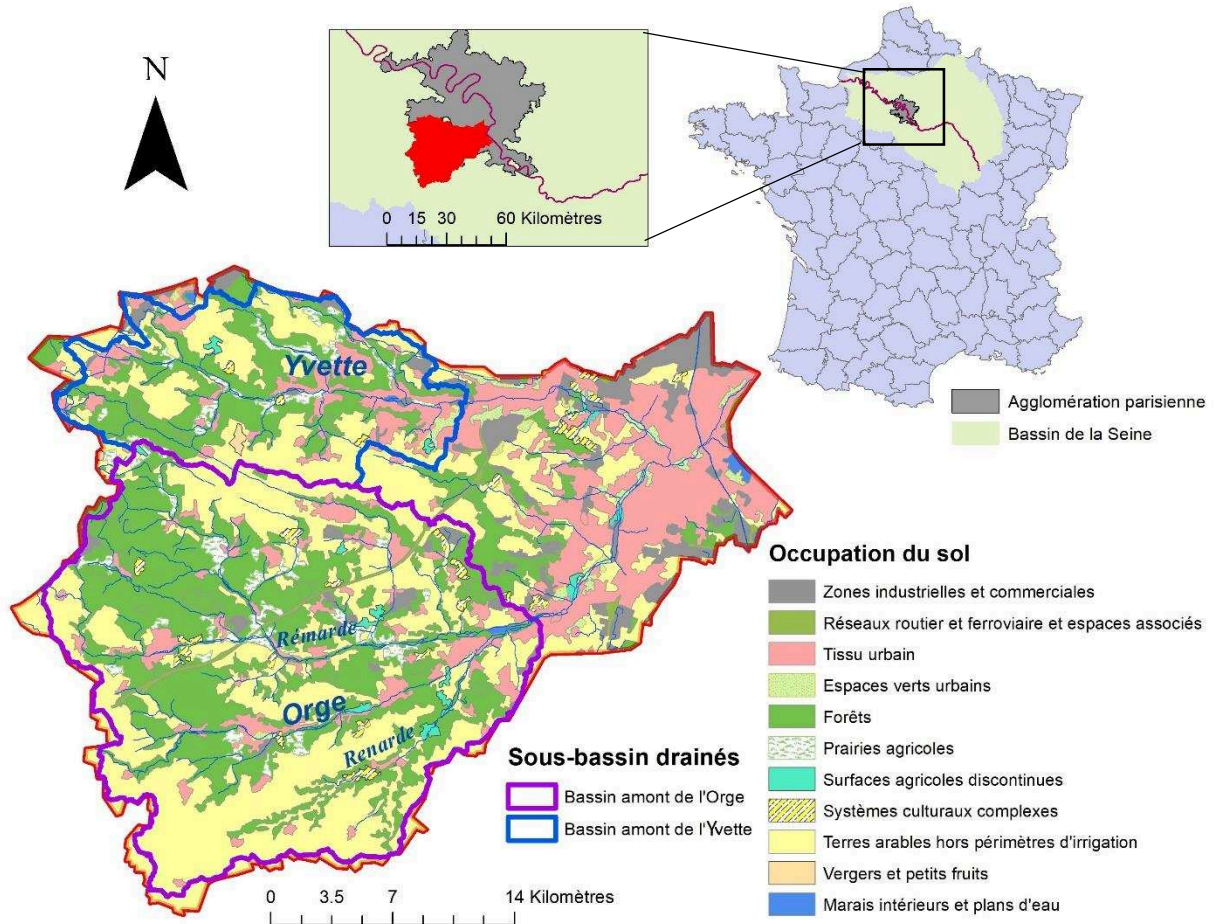 N
0 15 30 60 Kilomètres
Agglomération parisienne
Bassin de la Seine
Yvette
Rémarde
Orge
Renarde
Occupation du sol
Zones industrielles et commerciales
Réseaux routier et ferroviaire et espaces associés
Tissu urbain
Espaces verts urbains
Forêts
Prairies agricoles
Surfaces agricoles discontinues
Systèmes culturaux complexes
Terres arables hors périmètres d'irrigation
Vergers et petits fruits
Marais intérieurs et plans d'eau
Sous-bassin drainés
Bassin amont de l'Orge
Bassin amont de l'Yvette
0 3.5 7 14 Kilomètres